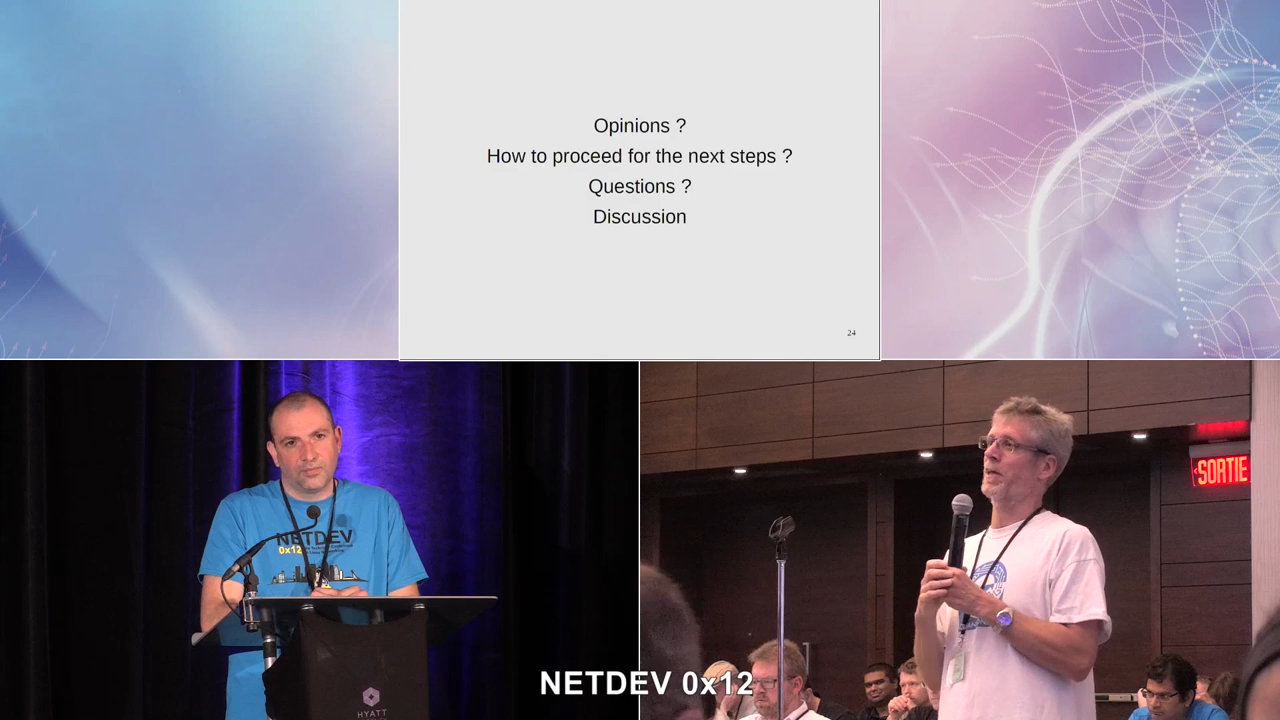 Opinions ?
How to proceed for the next steps ?
Questions ?
Discussion
24
NETDEV
0x12
SORTIE
HYATT
NETDEV 0x12